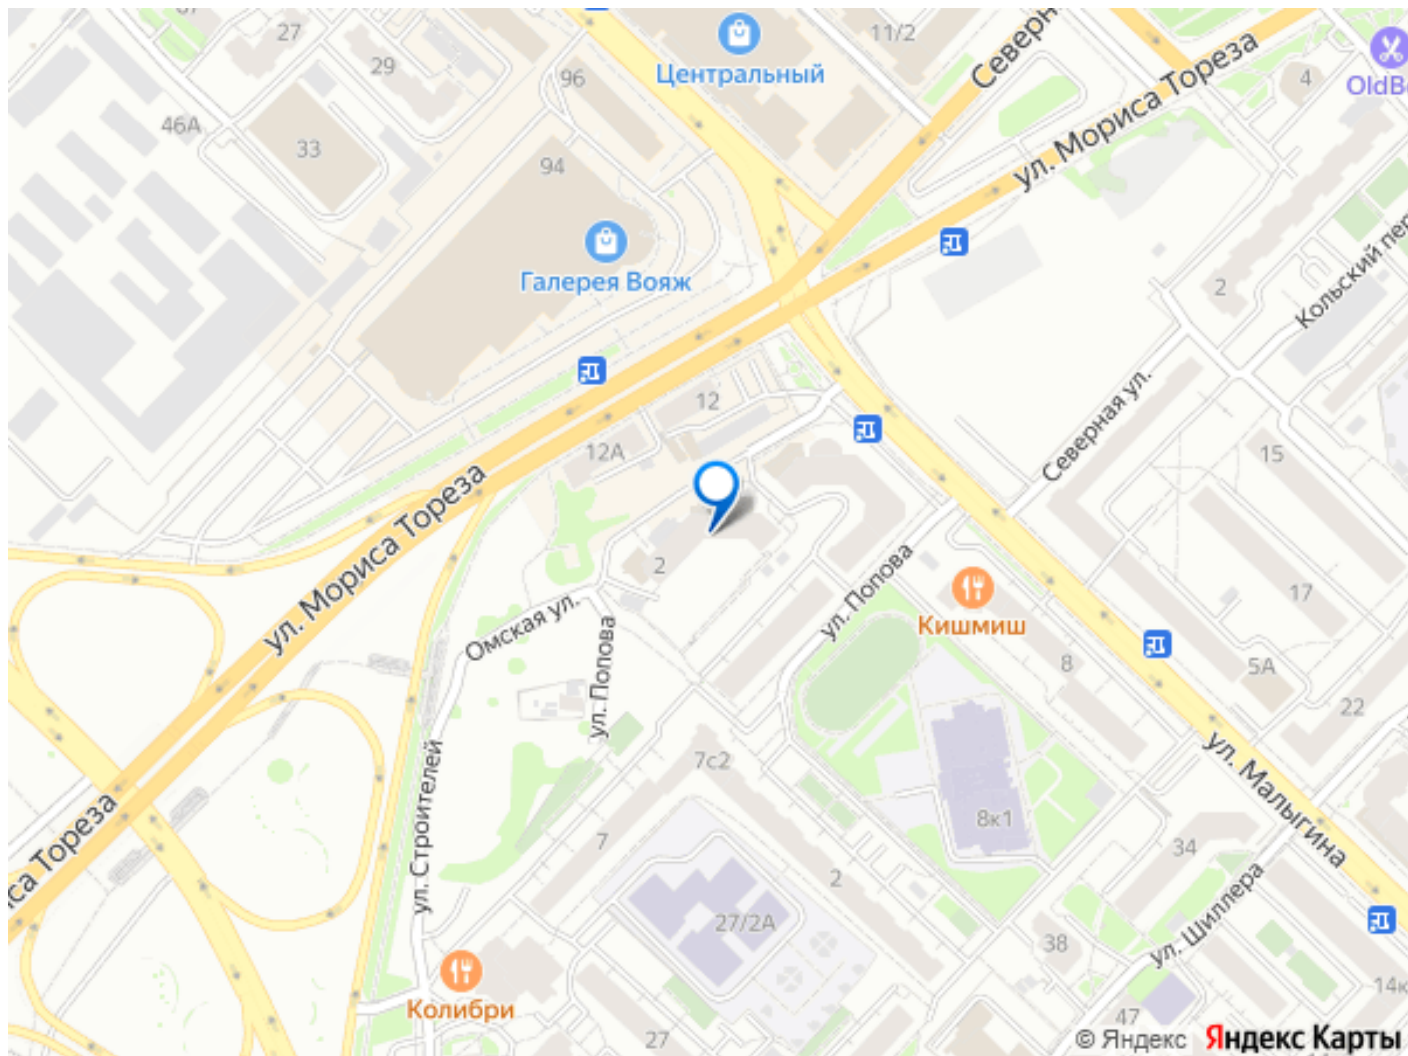 27
11/2
Центральный
Северн
29
96
OldB
4
ул. Мориса Тореза
46А
33
94
Галерея Вояж
2
Кольский пер
12
Северная ул.
12А
15
ул. Мориса Тореза
2
ул. Попова
17
Омская ул.
Кишмиш
ул. Попова
8
5А
22
7с2
ул. Малыгина
са Тореза
ул. Строителей
7
8к1
34
2
27/2А
ул. Шиллера
38
Колибри
14к
47
27
© Яндекс Яндекс Карты